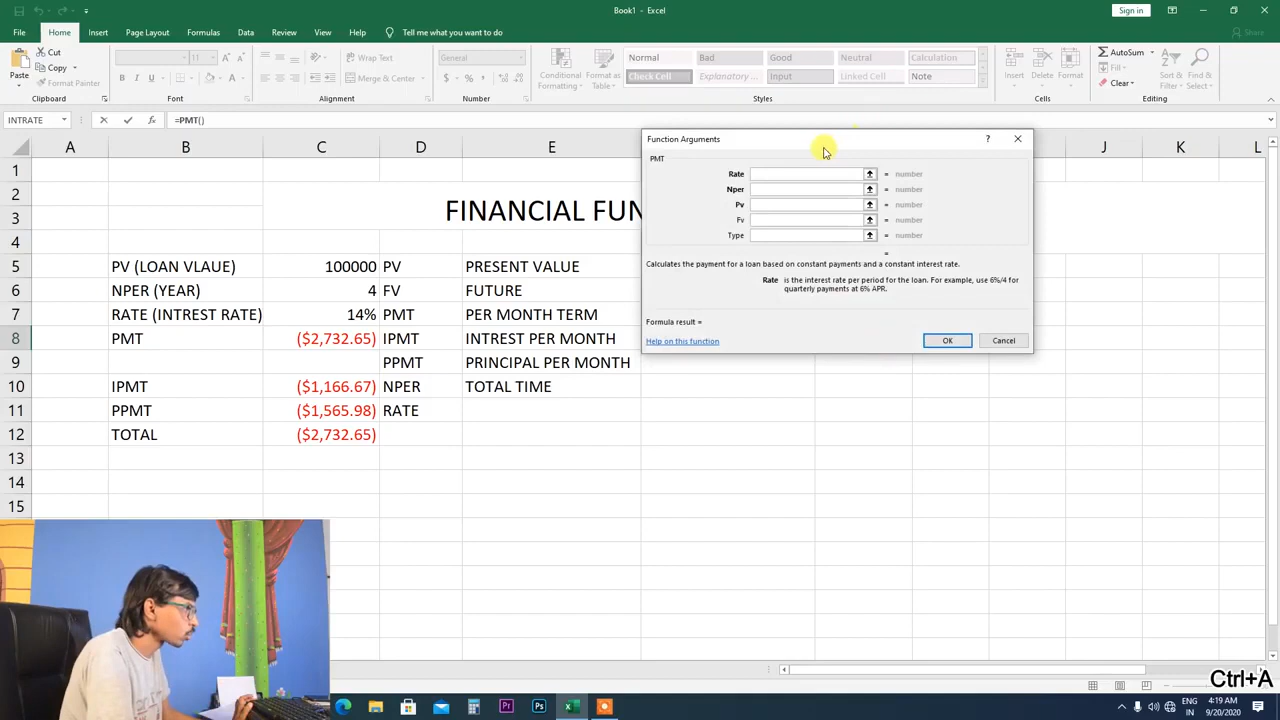 Book1 - Excel
Sign in
File Home Insert Page Layout Formulas Data Review View Help Tell me what you want to do Share
Paste
Cut
Copy
Format Painter
11
B I U
A
Merge & Center
General
$ % ,
Conditional Formatting
Format as Table
Normal Bad Good Calculation
Check Cell Explanatory ... Input Linked Cell Note
Insert Delete Format
AutoSum
Fill
Clear
Sort & Filter
Find & Select
Clipboard Font Alignment Number Styles Cells Editing
INTRATE fx =PMT()
A B C D E J K L
1
2
FINANCIAL FUN
3
4
5 PV (LOAN VLAUE) 100000 PV PRESENT VALUE
6 NPER (YEAR) 4 FV FUTURE
7 RATE (INTREST RATE) 14% PMT PER MONTH TERM
8 PMT ($2,732.65) IPMT INTREST PER MONTH
9 PPMT PRINCIPAL PER MONTH
10 IPMT ($1,166.67) NPER TOTAL TIME
11 PPMT ($1,565.98) RATE
12 TOTAL ($2,732.65)
13
14
15
Function Arguments ?
PMT
Rate = number
Nper = number
Pv = number
Fv = number
Type = number
=
Calculates the payment for a loan based on constant payments and a constant interest rate.
Rate is the interest rate per period for the loan. For example, use 6%/4 for
quarterly payments at 6% APR.
Formula result =
Help on this function
OK Cancel
Ctrl+A
Pr Ps
ENG
IN
4:19 AM
9/20/2020